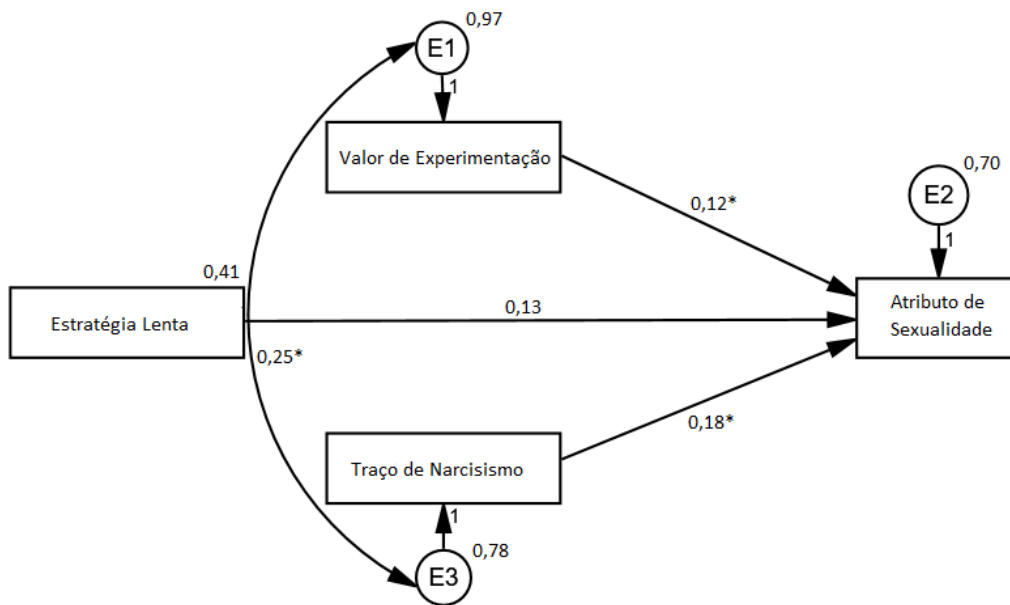 0,97
E1
1
Valor de Experimentação
0,70
E2
0,12*
1
0,41
Estratégia Lenta
0,13
Atributo de
Sexualidade
0,25*
0,18*
Traço de Narcisismo
1
0,78
E3